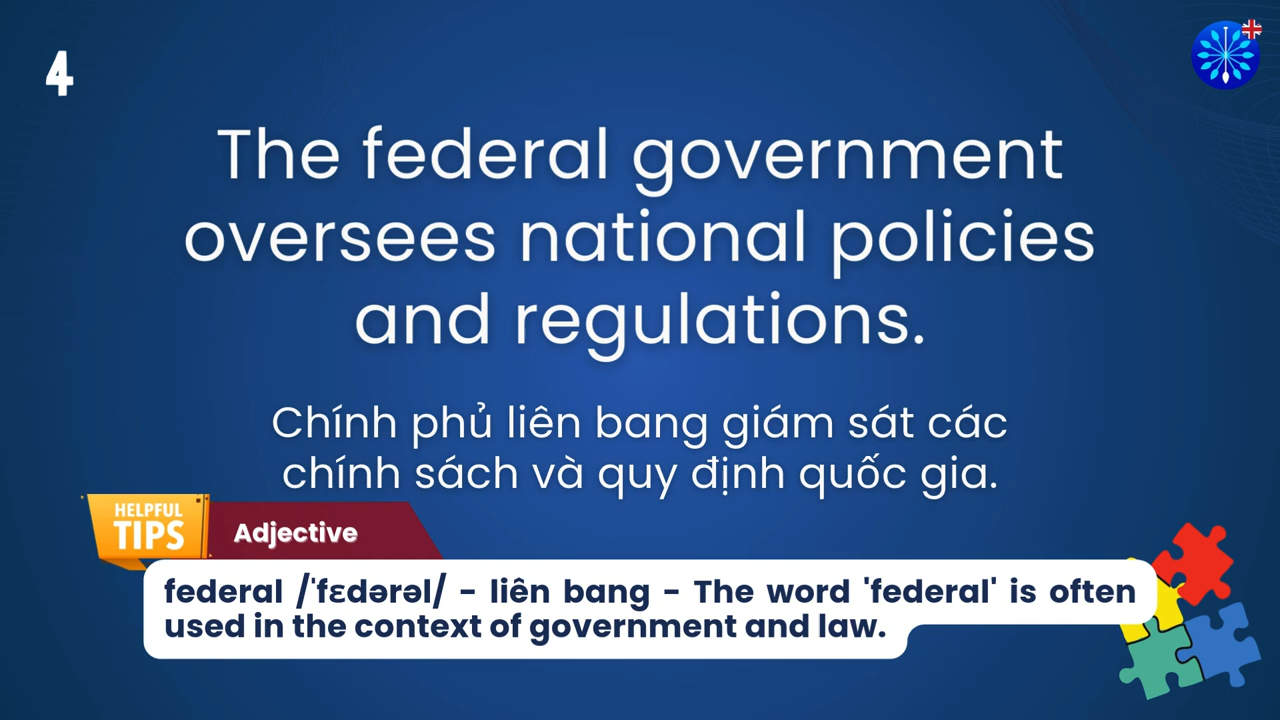 4
The federal government
oversees national policies
and regulations.
Chính phủ liên bang giám sát các
chính sách và quy định quốc gia.
HELPFUL
TIPS
Adjective
federal /ˈfɛdərəl/ - liên bang - The word 'federal' is often
used in the context of government and law.